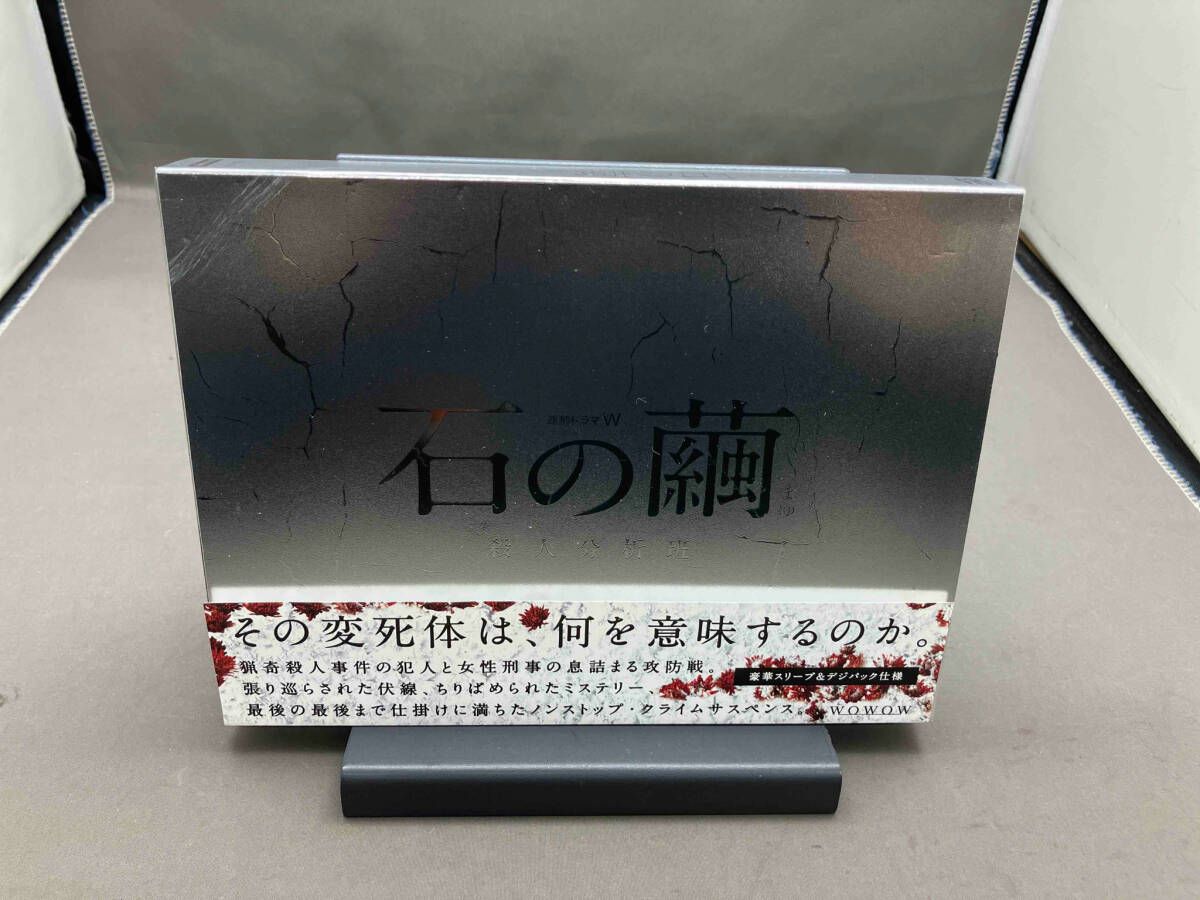 連続ドラマW
石の繭
まゆ
殺人分析班
その変死体は、何を意味するのか。
猟奇殺人事件の犯人と女性刑事の息詰まる攻防戦。
張り巡らされた伏線、ちりばめられたミステリー、
最後の最後まで仕掛けに満ちたノンストップ・クライムサスペンス。
豪華スリーブ&デジパック仕様
WOWOW